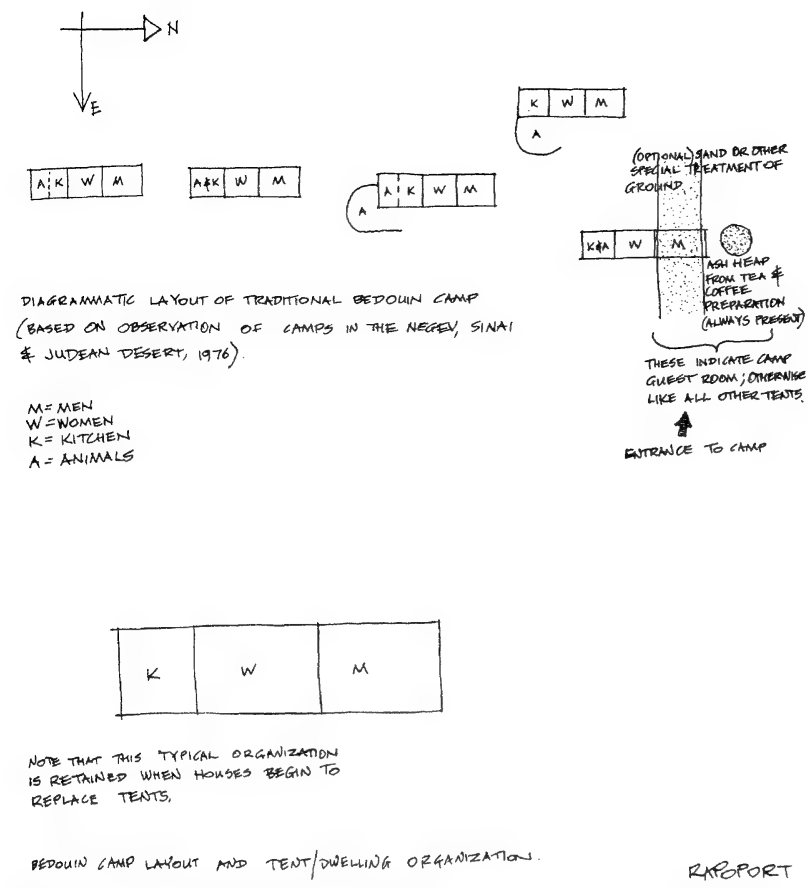 N
E
K W M
A
(OPTIONAL) SAND OR OTHER
SPECIAL TREATMENT OF
GROUND.
A K W M
A&K W M
A K W M
A
K&A W M
ASH HEAP
FROM TEA &
COFFEE
PREPARATION
(ALWAYS PRESENT)
DIAGRAMMATIC LAYOUT OF TRADITIONAL BEDOUIN CAMP
(BASED ON OBSERVATION OF CAMPS IN THE NEGEV, SINAI
& JUDEAN DESERT, 1976).
THESE INDICATE CAMP
GUEST ROOM; OTHERWISE
LIKE ALL OTHER TENTS.
M = MEN
W = WOMEN
K = KITCHEN
A = ANIMALS
ENTRANCE TO CAMP
K W M
NOTE THAT THIS TYPICAL ORGANIZATION
IS RETAINED WHEN HOUSES BEGIN TO
REPLACE TENTS.
BEDOUIN CAMP LAYOUT AND TENT/DWELLING ORGANIZATION.
RAPOPORT